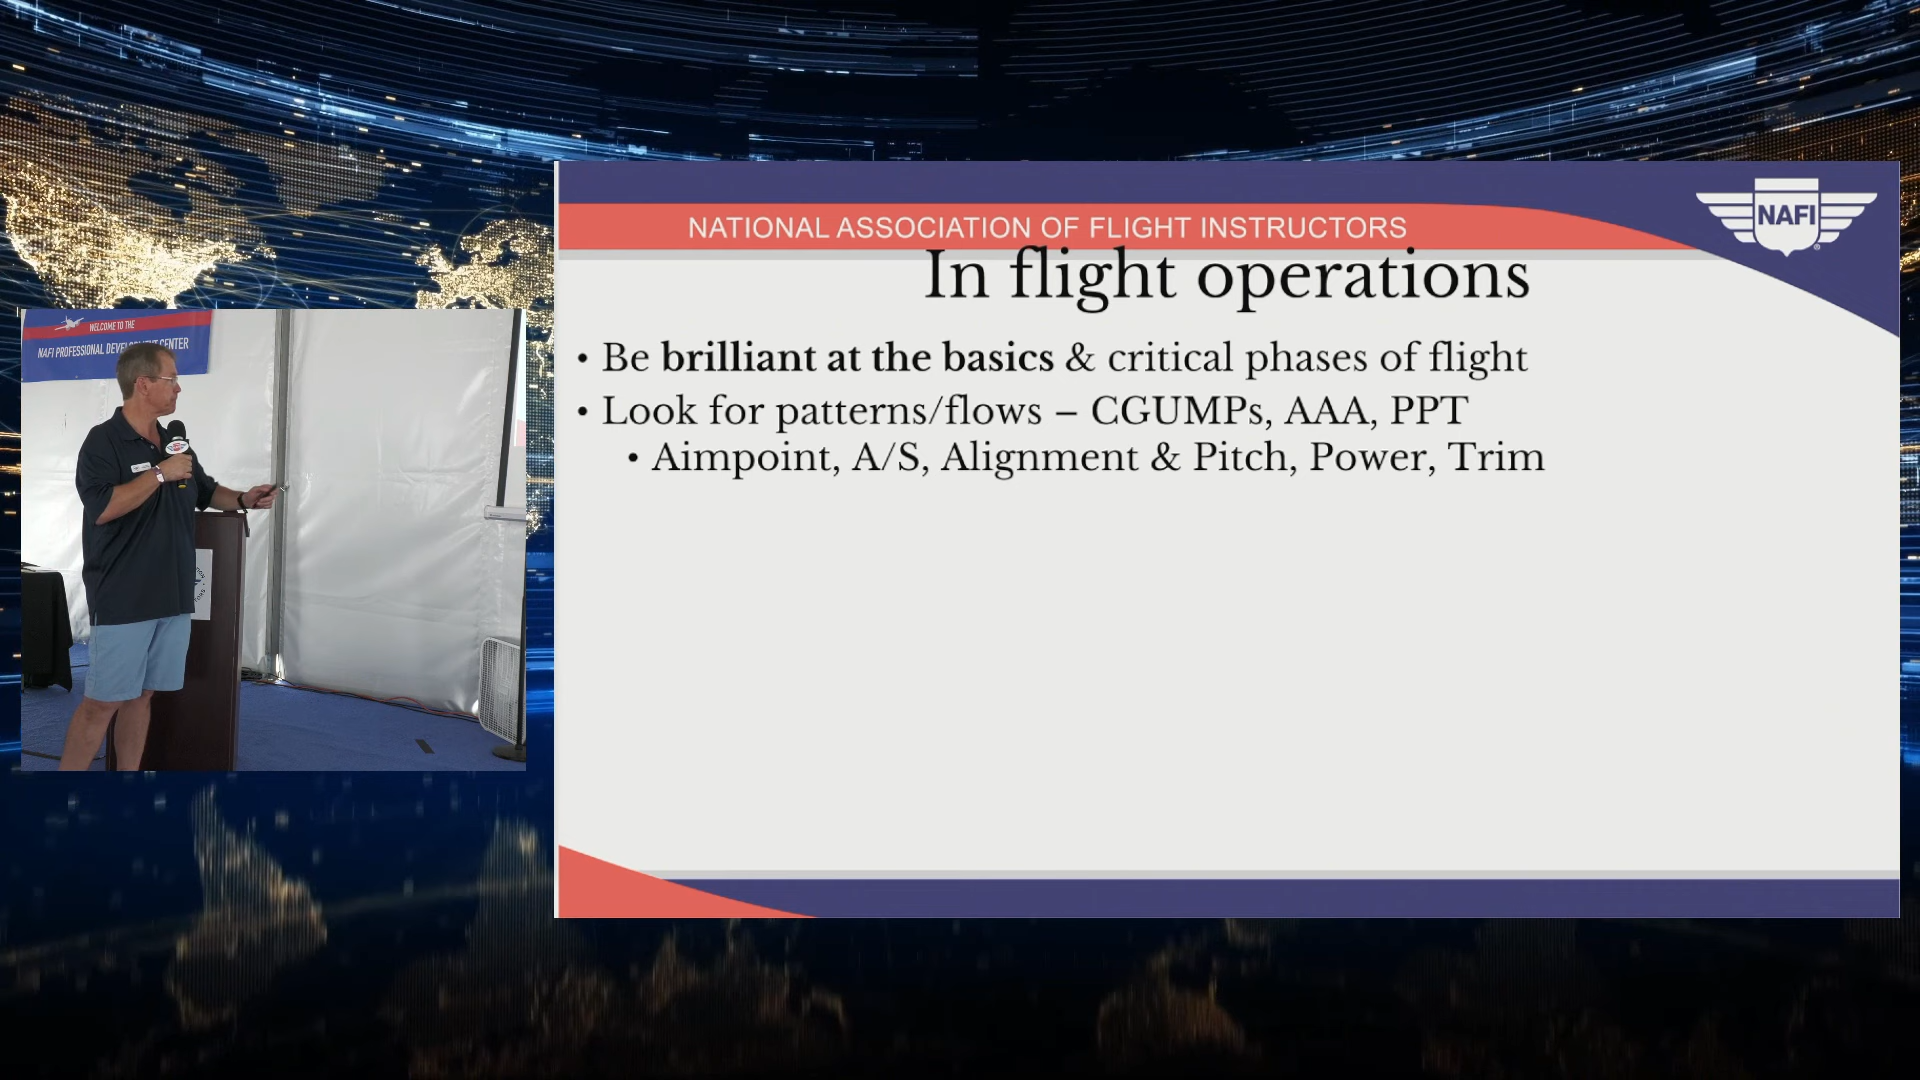 WELCOME TO THE
NAFI PROFESSIONAL DEVELOPMENT CENTER
NATIONAL ASSOCIATION OF FLIGHT INSTRUCTORS
NAFI
®
In flight operations
• Be brilliant at the basics & critical phases of flight
• Look for patterns/flows – CGUMPs, AAA, PPT
• Aimpoint, A/S, Alignment & Pitch, Power, Trim